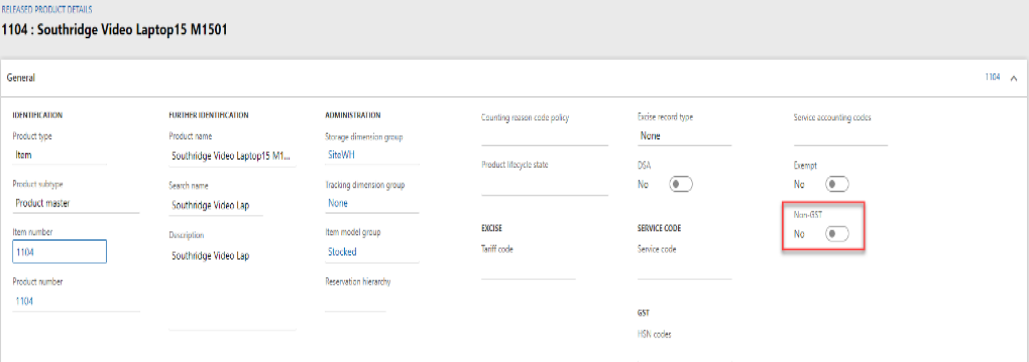 RELEASED PRODUCT DETAILS
1104 : Southridge Video Laptop15 M1501
General
1104
IDENTIFICATION
Product type
Item
Product subtype
Product master
Item number
1104
Product number
1104
FURTHER IDENTIFICATION
Product name
Southridge Video Laptop15 M1...
Search name
Southridge Video Lap
Description
Southridge Video Lap
ADMINISTRATION
Storage dimension group
SiteWH
Tracking dimension group
None
Item model group
Stocked
Reservation hierarchy
Counting reason code policy
Product lifecycle state
EXCISE
Tariff code
Excise record type
None
DSA
No
SERVICE CODE
Service code
GST
HSN codes
Service accounting codes
Exempt
No
Non-GST
No